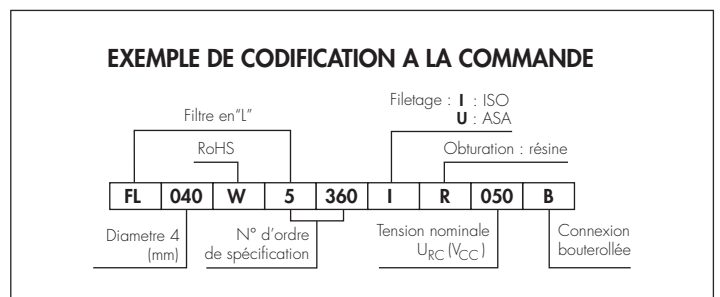 EXEMPLE DE CODIFICATION A LA COMMANDE
Filetage : I : ISO
U : ASA
Filtre en"L"
RoHS
Obturation : résine
FL 040 W 5 360 I R 050 B
Diametre 4
(mm)
N° d'ordre
de spécification
Tension nominale
URC (VCC )
Connexion
bouterollée